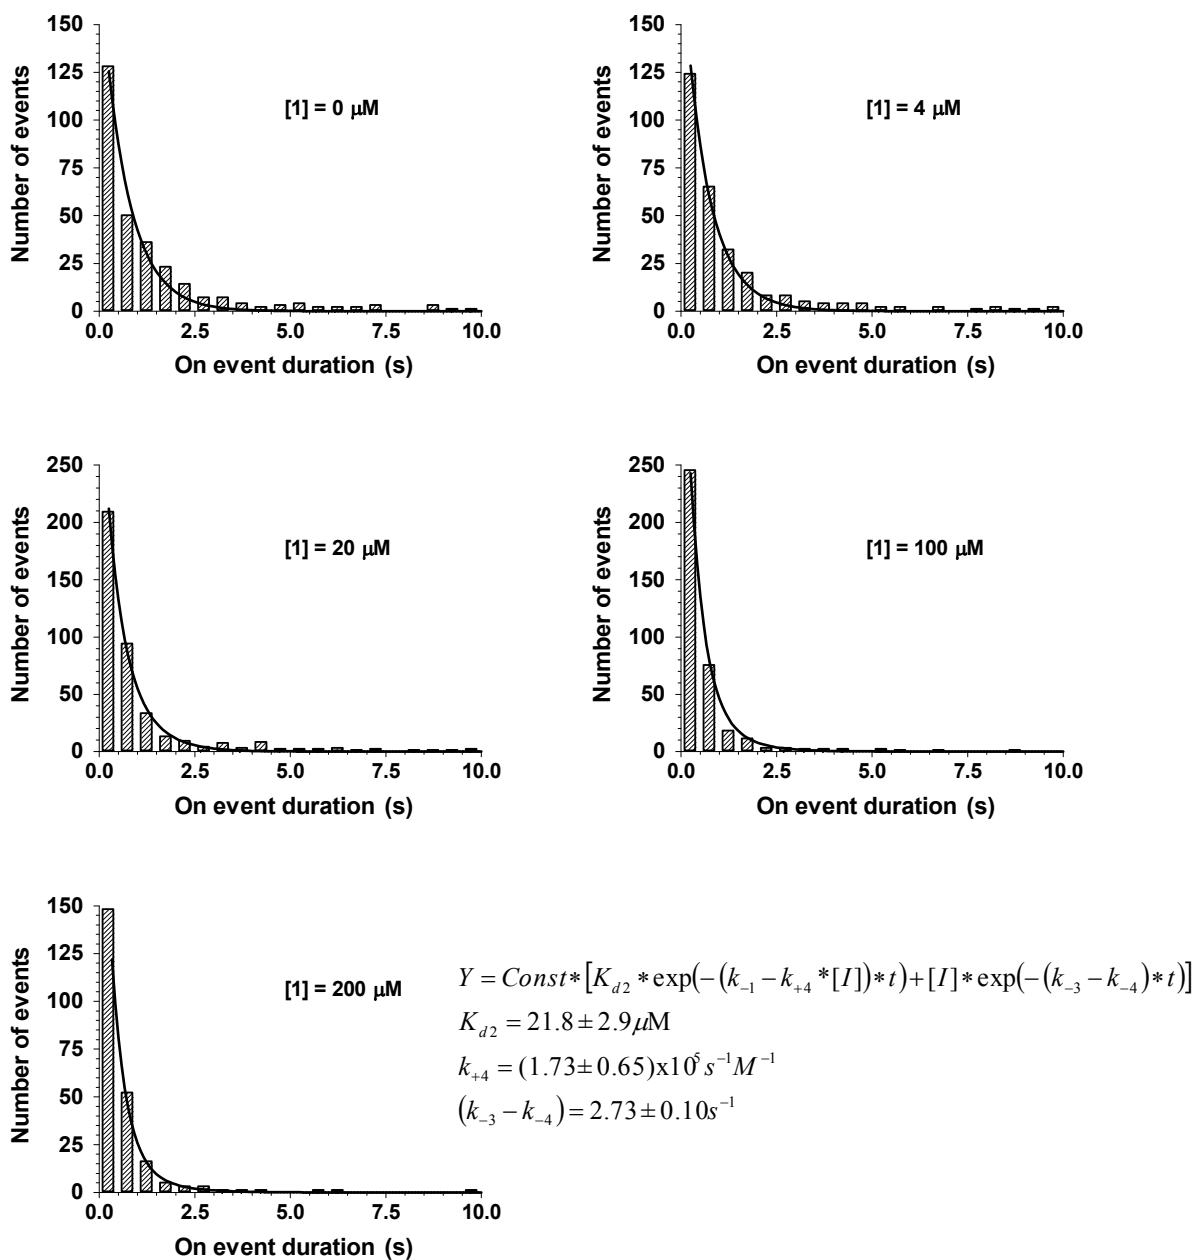 150
125
100
75
50
25
0
Number of events
[1] = 0 μM
0.0 2.5 5.0 7.5 10.0
On event duration (s)
150
125
100
75
50
25
0
Number of events
[1] = 4 μM
0.0 2.5 5.0 7.5 10.0
On event duration (s)
250
200
150
100
50
0
Number of events
[1] = 20 μM
0.0 2.5 5.0 7.5 10.0
On event duration (s)
250
200
150
100
50
0
Number of events
[1] = 100 μM
0.0 2.5 5.0 7.5 10.0
On event duration (s)
150
125
100
75
50
25
0
Number of events
[1] = 200 μM
0.0 2.5 5.0 7.5 10.0
On event duration (s)
Y = Const * [K_{d2} * exp(-(k_{-1} - k_{+4} * [I]) * t) + [I] * exp(-(k_{-3} - k_{-4}) * t)]
K_{d2} = 21.8 ± 2.9 μM
k_{+4} = (1.73 ± 0.65)x10^5 s^{-1} M^{-1}
(k_{-3} - k_{-4}) = 2.73 ± 0.10 s^{-1}